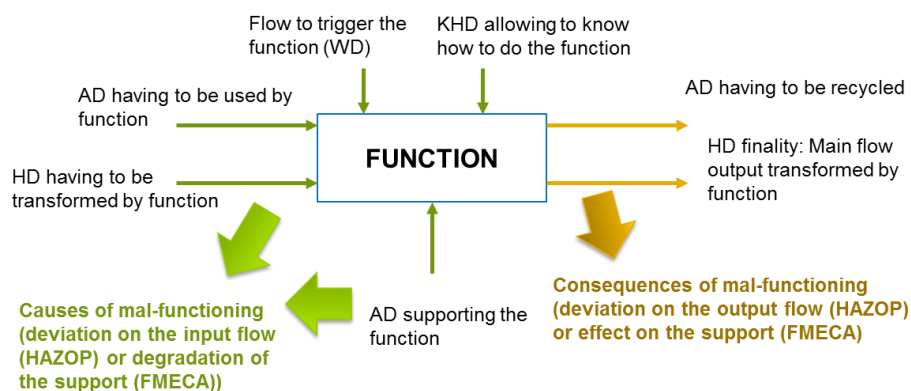 Flow to trigger the
function (WD)
KHD allowing to know
how to do the function
AD having to be used by
function
AD having to be recycled
FUNCTION
HD having to be
transformed by function
HD finality: Main flow
output transformed by
function
Causes of mal-functioning
(deviation on the input flow
(HAZOP) or degradation of
the support (FMECA))
AD supporting the
function
Consequences of mal-functioning
(deviation on the output flow (HAZOP)
or effect on the support (FMECA)